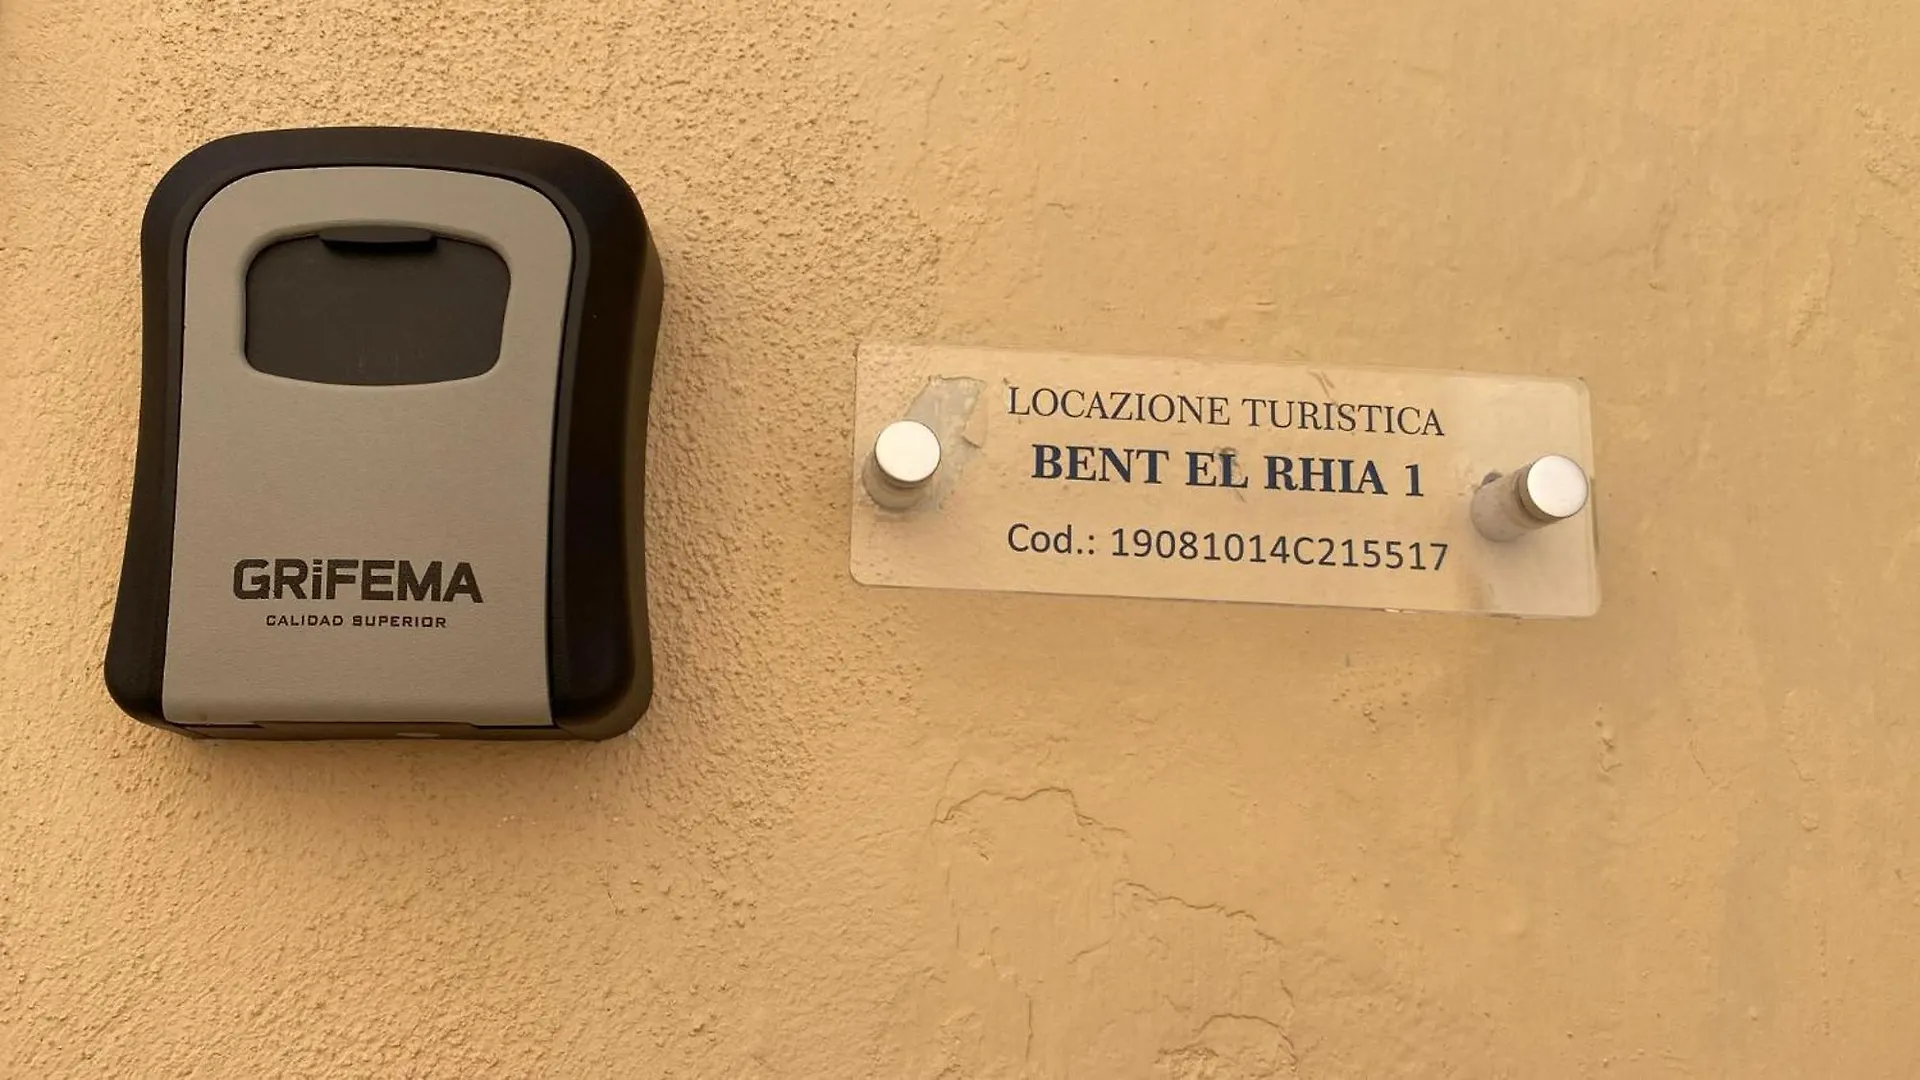 GRiFEMA
CALIDAD SUPERIOR
LOCAZIONE TURISTICA
BENT EL RHIA 1
Cod.: 19081014C215517